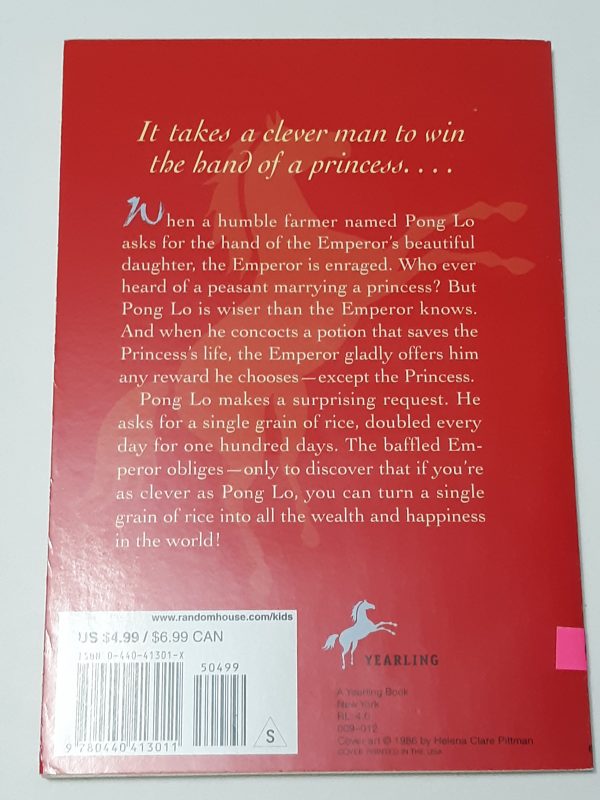 It takes a clever man to win
the hand of a princess. . . .
When a humble farmer named Pong Lo
asks for the hand of the Emperor's beautiful
daughter, the Emperor is enraged. Who ever
heard of a peasant marrying a princess? But
Pong Lo is wiser than the Emperor knows.
And when he concocts a potion that saves the
Princess's life, the Emperor gladly offers him
any reward he chooses—except the Princess.
Pong Lo makes a surprising request. He
asks for a single grain of rice, doubled every
day for one hundred days. The baffled Em-
peror obliges—only to discover that if you're
as clever as Pong Lo, you can turn a single
grain of rice into all the wealth and happiness
in the world!
www.randomhouse.com/kids
US $4.99 / $6.99 CAN
ISBN 0-440-41301-X
50499
S
9 780440 413011
YEARLING
A Yearling Book
New York
RL: 4.6
009-012
Cover art © 1986 by Helena Clare Pittman
COVER PRINTED IN THE USA